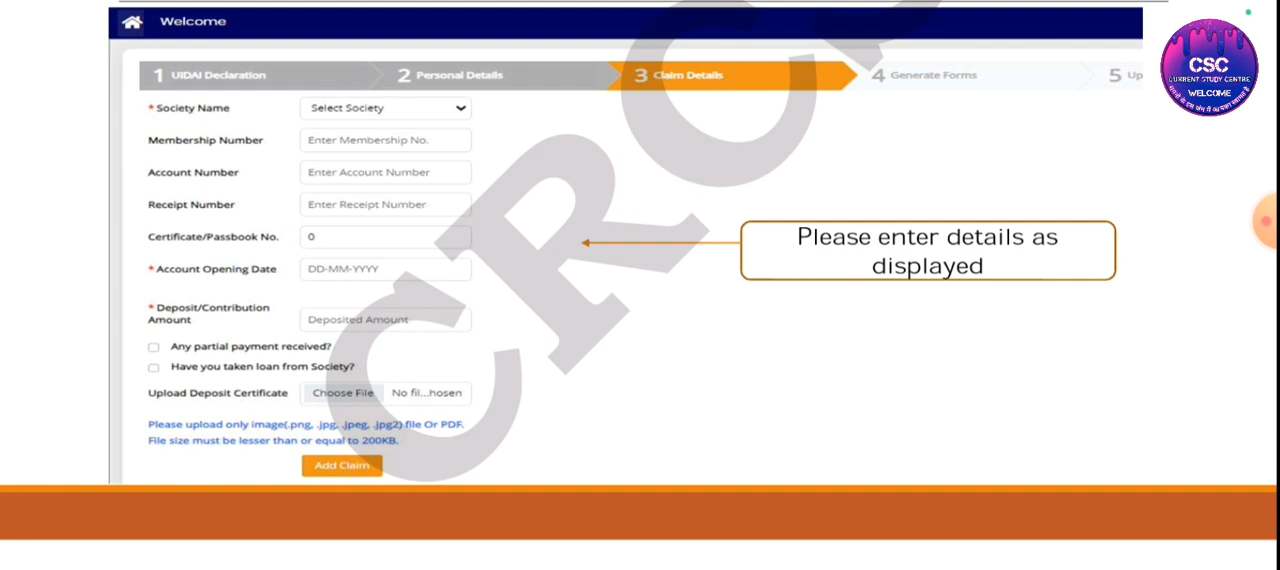 Welcome
1 UIDAI Declaration
2 Personal Details
3 Claim Details
4 Generate Forms
5 Up
* Society Name
Select Society
Membership Number
Enter Membership No.
Account Number
Enter Account Number
Receipt Number
Enter Receipt Number
Certificate/Passbook No.
0
* Account Opening Date
DD-MM-YYYY
* Deposit/Contribution
Amount
Deposited Amount
Any partial payment received?
Have you taken loan from Society?
Upload Deposit Certificate
Choose File
No fil...hosen
Please upload only image(.png, .jpg, .jpeg, .jpg2) file Or PDF.
File size must be lesser than or equal to 200KB.
Add Claim
Please enter details as
displayed
CRC
CSC
CURRENT STUDY CENTRE
WELCOME